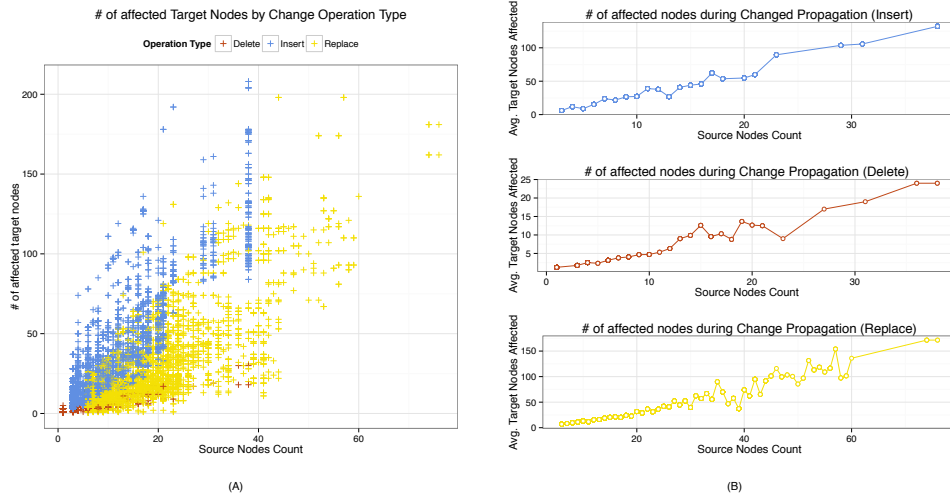 # of affected Target Nodes by Change Operation Type
Operation Type Delete Insert Replace
# of affected target nodes
200
150
100
50
0
0 20 40 60
Source Nodes Count
(A)
# of affected nodes during Changed Propagation (Insert)
Avg. Target Nodes Affected
100
50
0
10 20 30
Source Nodes Count
# of affected nodes during Change Propagation (Delete)
Avg. Target Nodes Affected
25
20
15
10
5
0 10 20 30
Source Nodes Count
# of affected nodes during Change Propagation (Replace)
Avg. Target Nodes Affected
150
100
50
0
0 20 40 60
Source Nodes Count
(B)